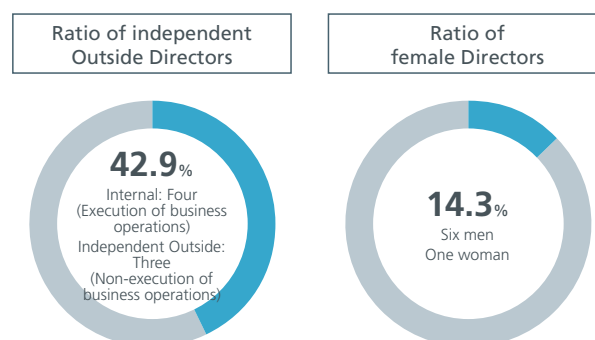 Ratio of independent
Outside Directors
42.9%
Internal: Four
(Execution of business
operations)
Independent Outside:
Three
(Non-execution of
business operations)
Ratio of
female Directors
14.3%
Six men
One woman